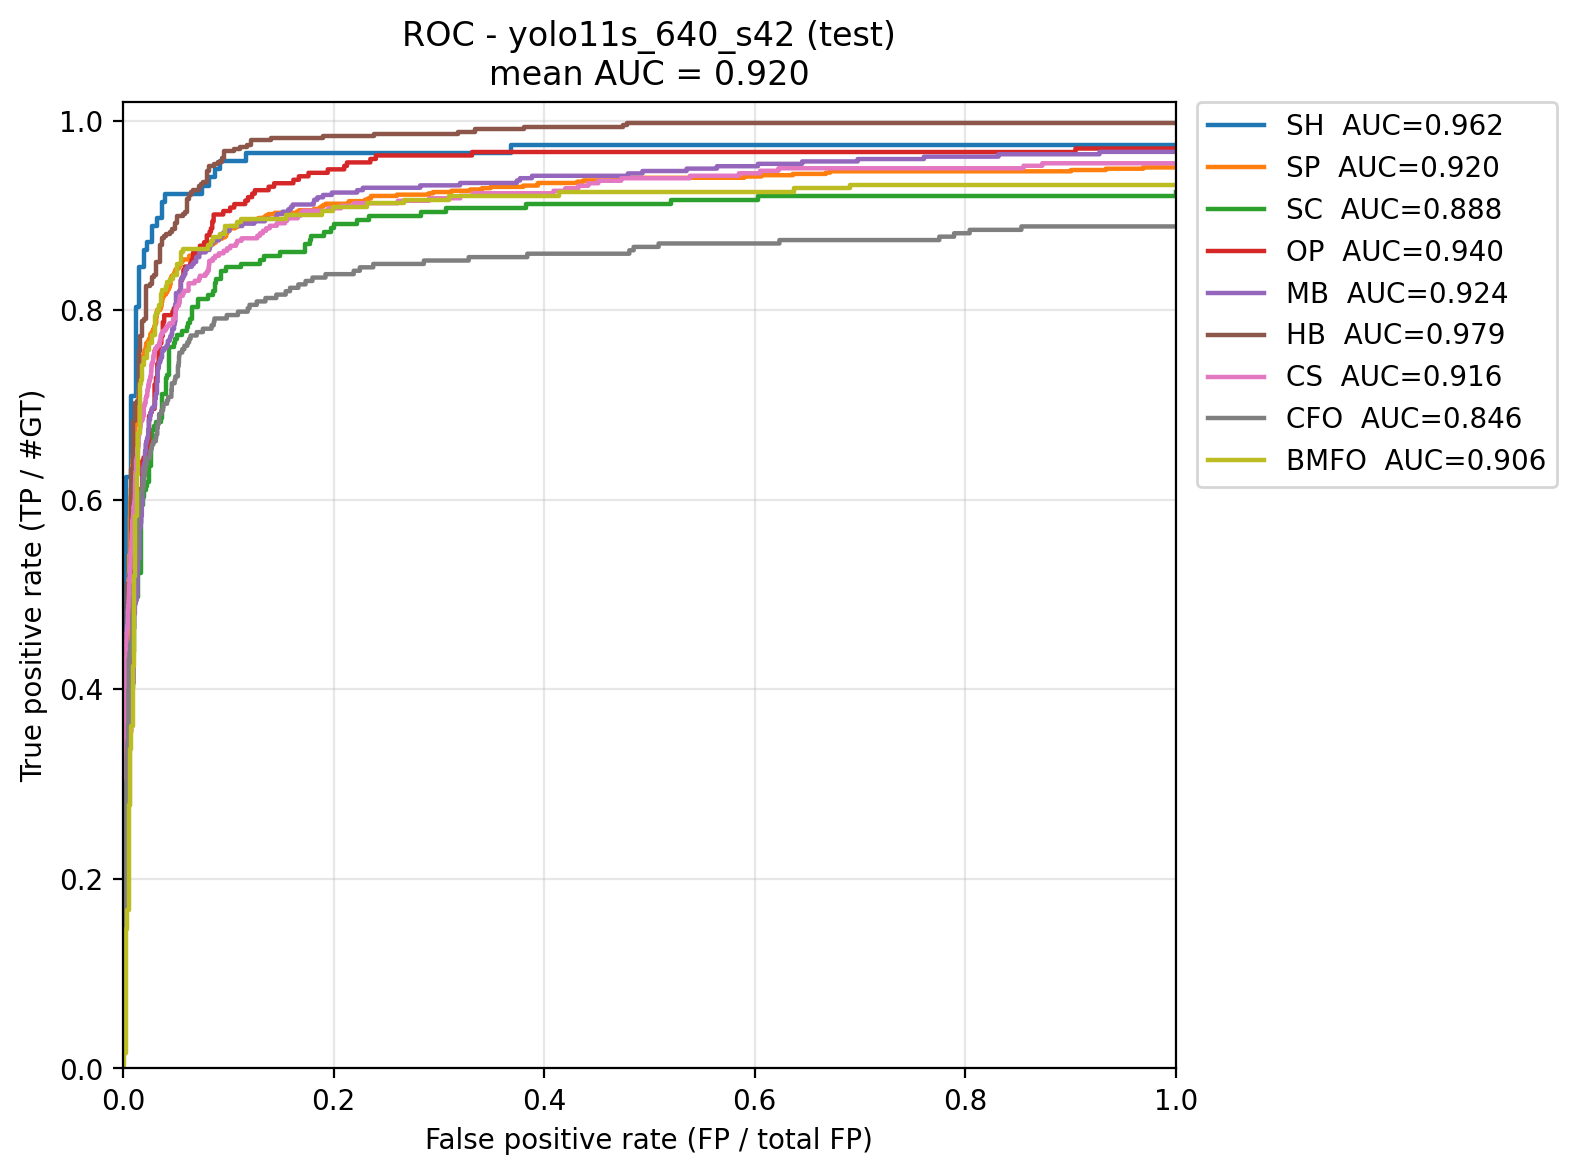 ROC - yolo11s_640_s42 (test)
mean AUC = 0.920
True positive rate (TP / #GT)
1.0
0.8
0.6
0.4
0.2
0.0
0.0 0.2 0.4 0.6 0.8 1.0
False positive rate (FP / total FP)
SH AUC=0.962
SP AUC=0.920
SC AUC=0.888
OP AUC=0.940
MB AUC=0.924
HB AUC=0.979
CS AUC=0.916
CFO AUC=0.846
BMFO AUC=0.906